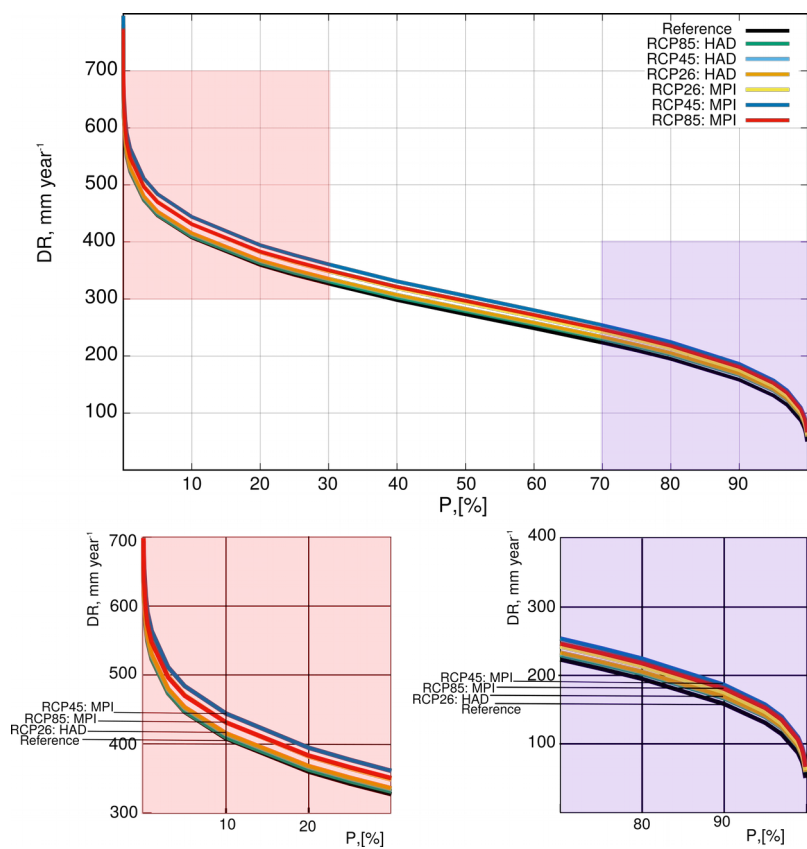 DR, mm year⁻¹
700
600
500
400
300
200
100
Reference
RCP85: HAD
RCP45: HAD
RCP26: HAD
RCP26: MPI
RCP45: MPI
RCP85: MPI
0 10 20 30 40 50 60 70 80 90 100
P,[%]
DR, mm year⁻¹
700
600
500
400
300
RCP45: MPI
RCP85: MPI
RCP26: HAD
Reference
10 20
P,[%]
DR, mm year⁻¹
400
300
200
100
RCP45: MPI
RCP85: MPI
RCP26: HAD
Reference
80 90
P,[%]